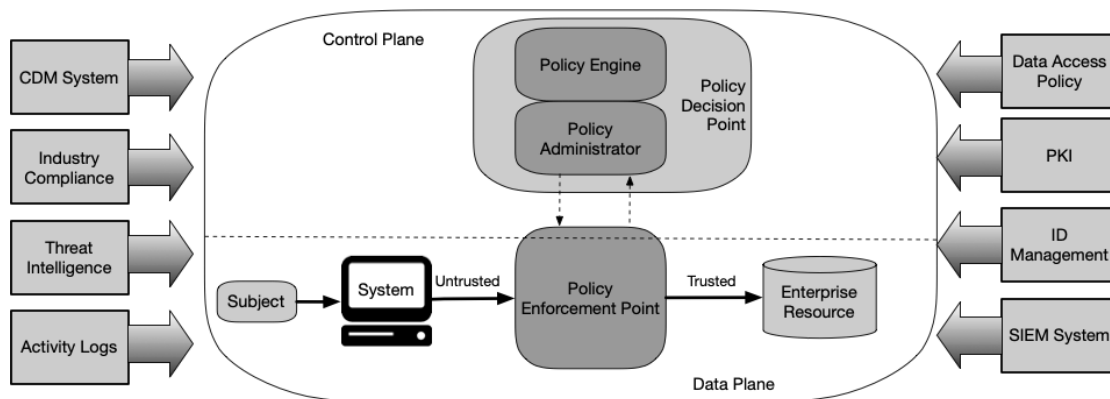 Control Plane
CDM System
Industry
Compliance
Threat
Intelligence
Activity Logs
Policy Engine
Policy
Administrator
Policy
Decision
Point
Subject
System
Untrusted
Policy
Enforcement Point
Trusted
Enterprise
Resource
Data Plane
Data Access
Policy
PKI
ID
Management
SIEM System